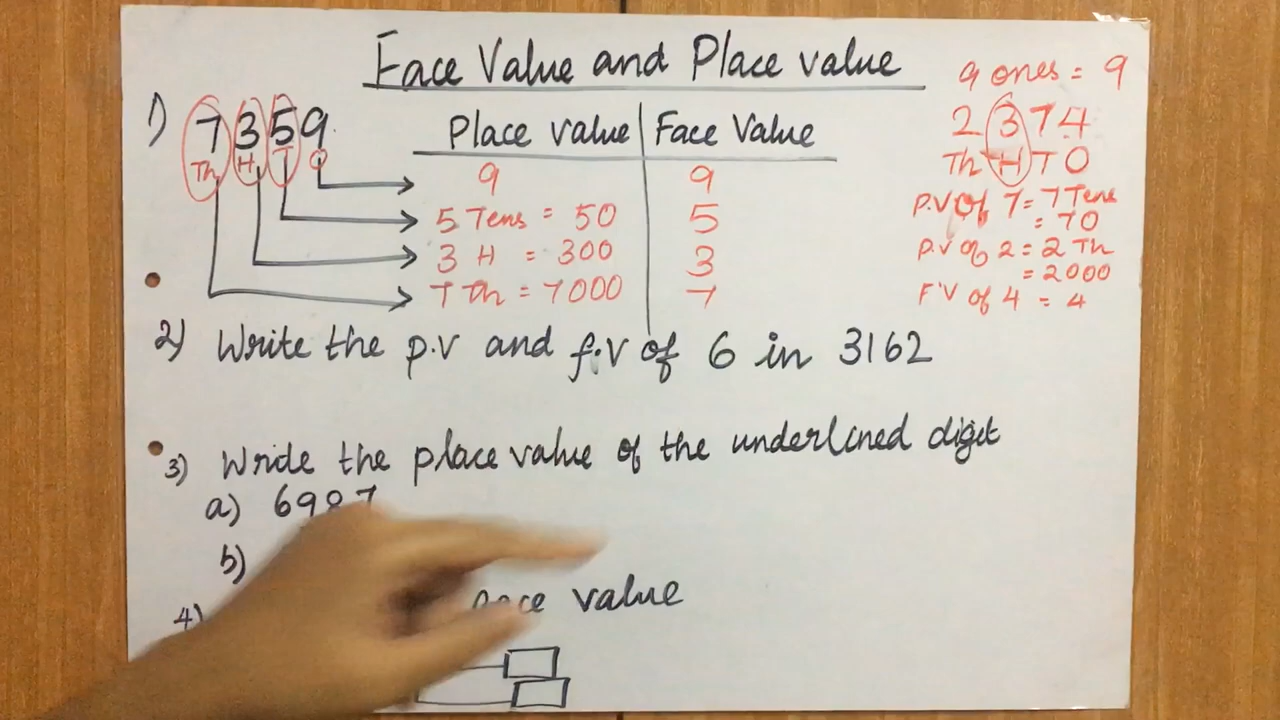 Face Value and Place value
9 ones = 9
1) 7359
Th H T O
Place value Face Value
9 9
5 Tens = 50 5
3 H = 300 3
7 Th = 7000 7
2374
Th H T O
P.V of 7 = 7 Tens
= 70
P.V of 2 = 2 Th
= 2000
F.V of 4 = 4
2) Write the p.v and f.v of 6 in 3162
3) Write the place value of the underlined digit
a) 6987
b)
4) value